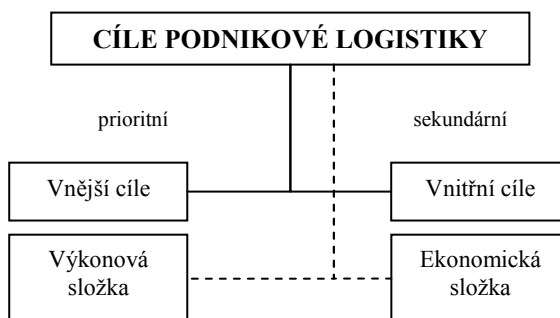 CÍLE PODNIKOVÉ LOGISTIKY
prioritní
sekundární
Vnější cíle
Vnitřní cíle
Výkonová
složka
Ekonomická
složka